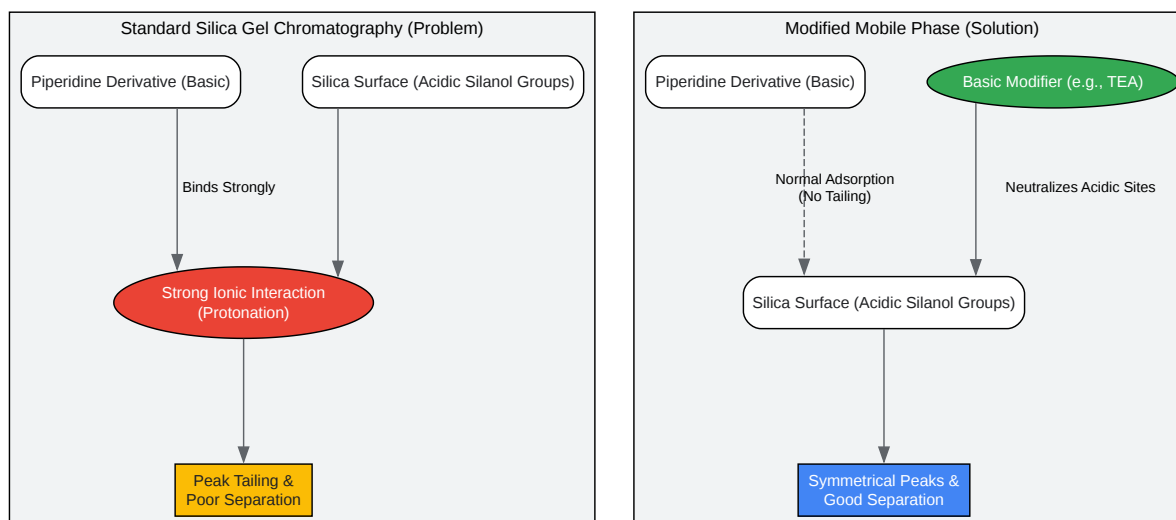 Standard Silica Gel Chromatography (Problem)
Piperidine Derivative (Basic)
Silica Surface (Acidic Silanol Groups)
Binds Strongly
Strong Ionic Interaction
(Protonation)
Peak Tailing &
Poor Separation
Modified Mobile Phase (Solution)
Piperidine Derivative (Basic)
Basic Modifier (e.g., TEA)
Normal Adsorption
(No Tailing)
Neutralizes Acidic Sites
Silica Surface (Acidic Silanol Groups)
Symmetrical Peaks &
Good Separation